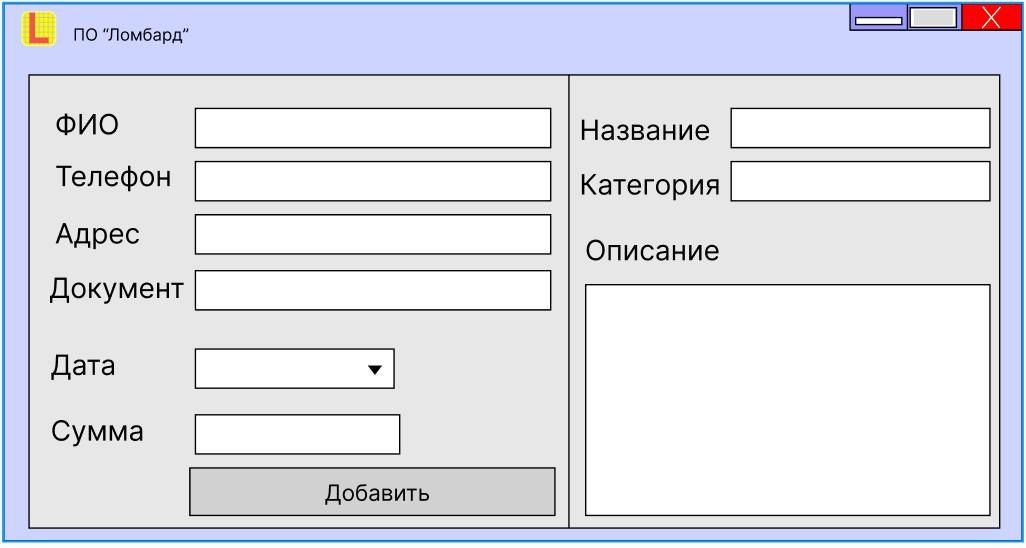 L
ПО “Ломбард”
ФИО
Телефон
Адрес
Документ
Дата
Сумма
Добавить
Название
Категория
Описание